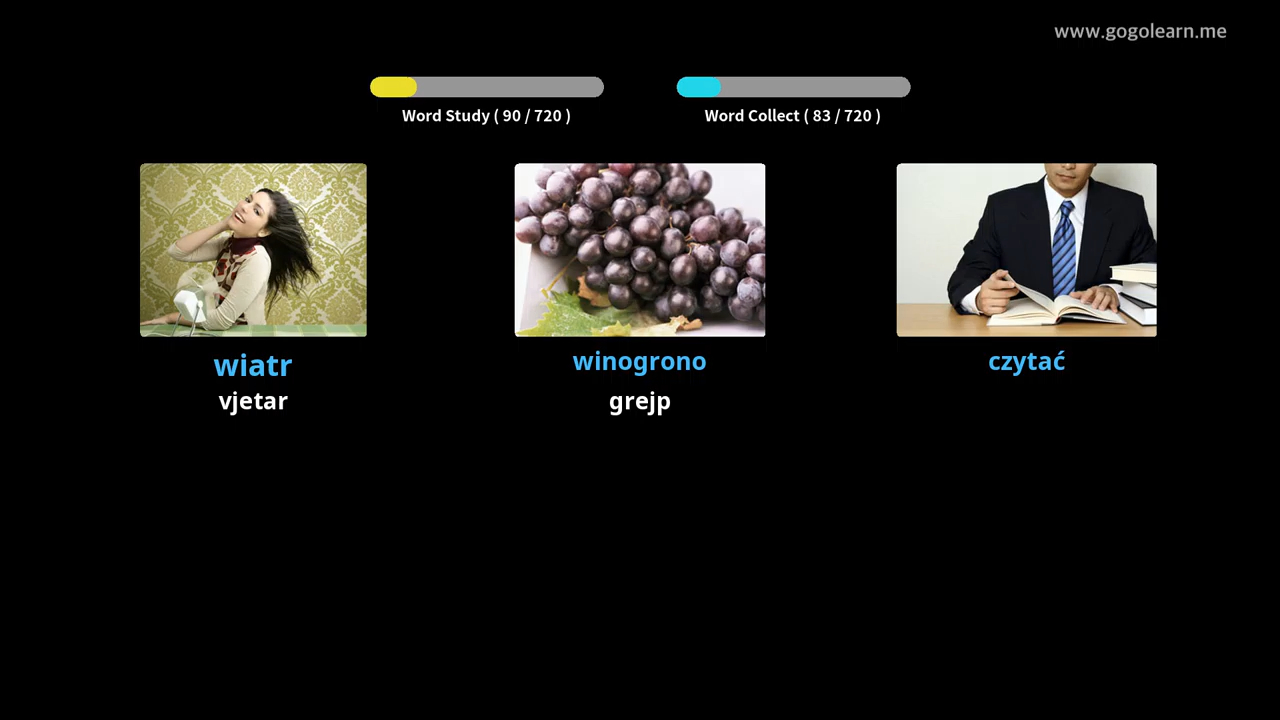 www.gogolearn.me
Word Study ( 90 / 720 )
Word Collect ( 83 / 720 )
wiatr
winogrono
czytać
vjetar
grejp